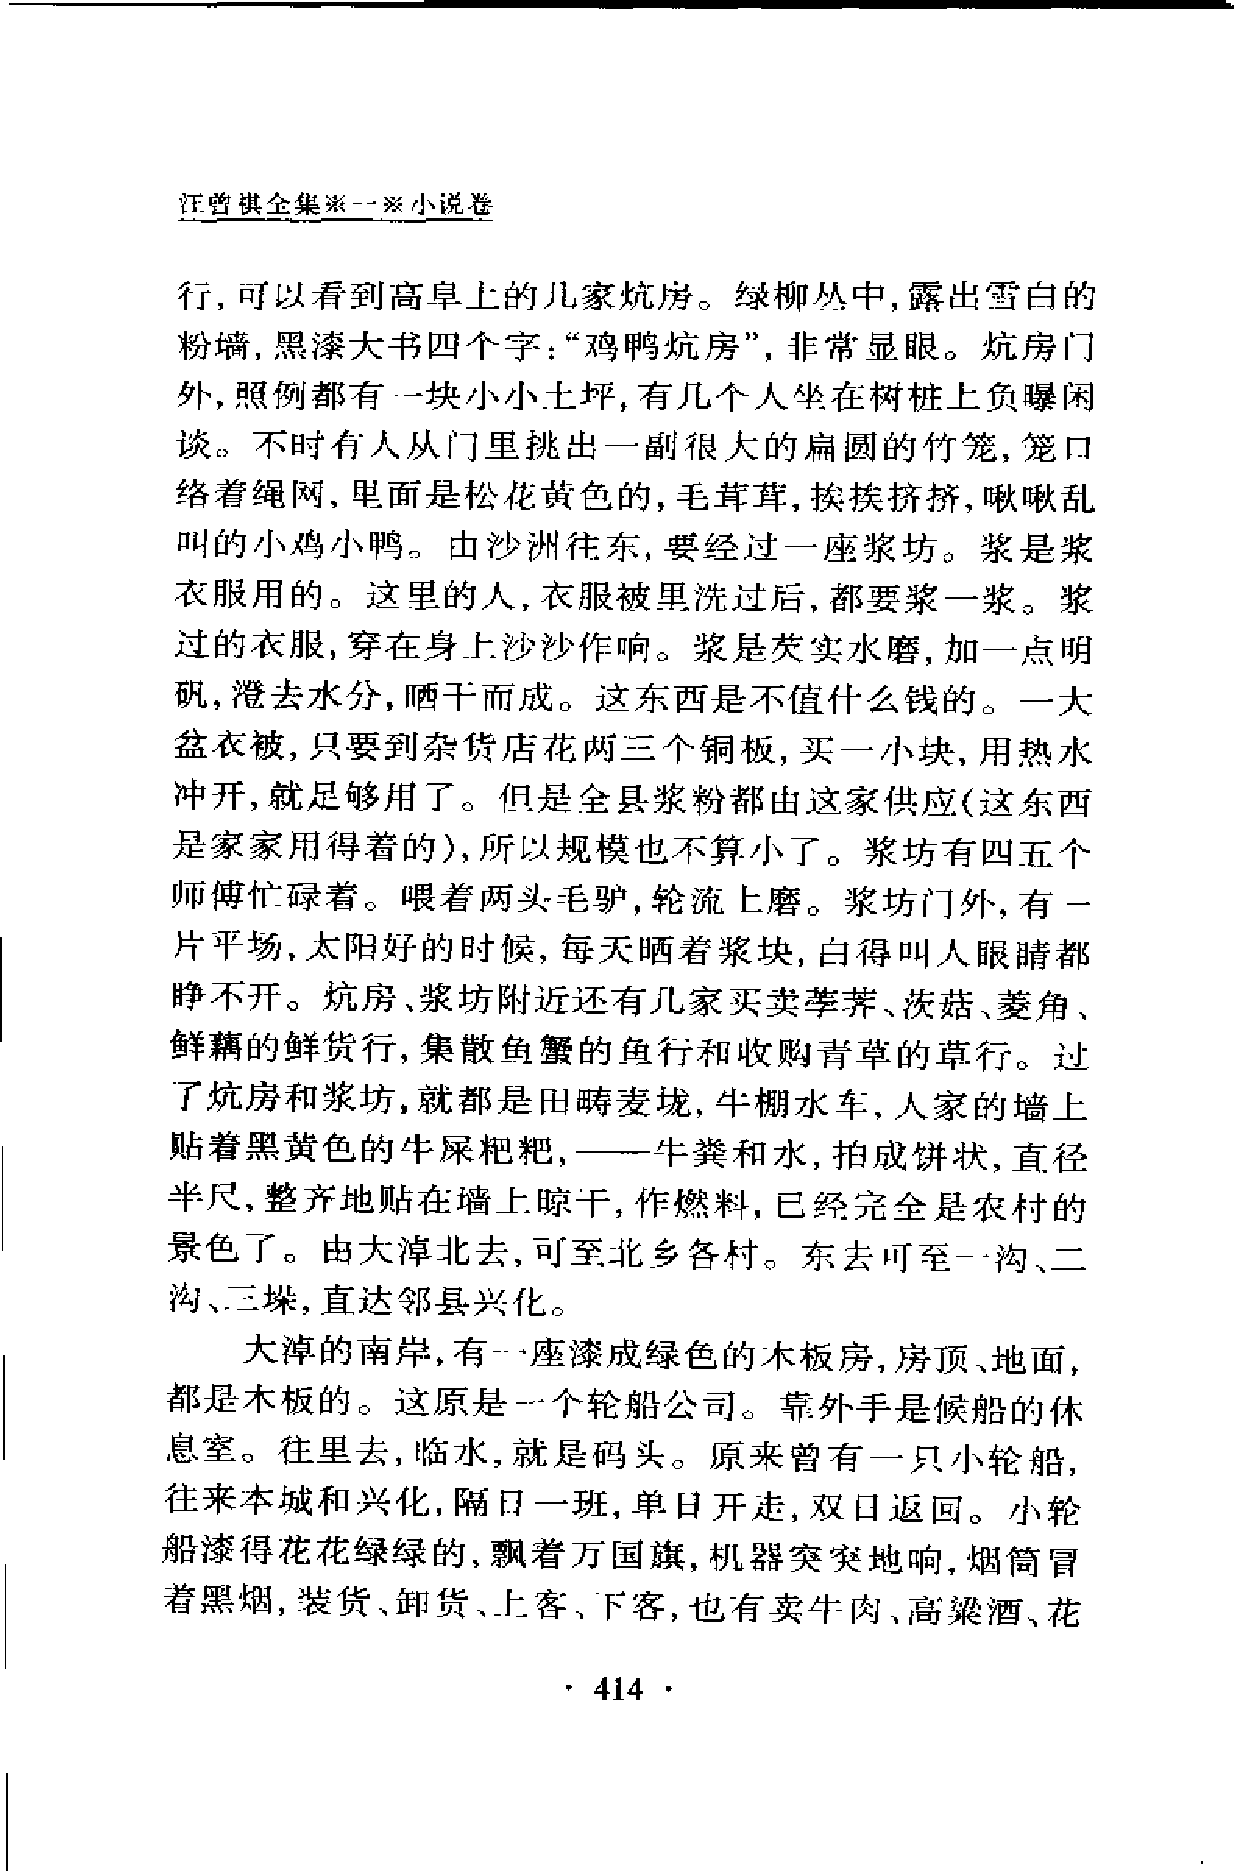 汪曾祺全集※一※小说卷
行,可以看到高阜上的几家炕房。绿柳丛中,露出雪白的
粉墙,黑漆大书四个字:“鸡鸭炕房”,非常显眼。炕房门
外,照例都有一块小小土坪,有几个人坐在树桩上负曝闲
谈。不时有人从门里挑出一副很大的扁圆的竹笼,笼口
络着绳网,里面是松花黄色的,毛茸茸,挨挨挤挤,啾啾乱
叫的小鸡小鸭。由沙洲往东,要经过一座浆坊。浆是浆
衣服用的。这里的人,衣服被里洗过后,都要浆一浆。浆
过的衣服,穿在身上沙沙作响。浆是芡实水磨,加一点明
矾,澄去水分,晒干而成。这东西是不值什么钱的。一大
盆衣被,只要到杂货店花两三个铜板,买一小块,用热水
冲开,就足够用了。但是全县浆粉都由这家供应(这东西
是家家用得着的),所以规模也不算小了。浆坊有四五个
师傅忙碌着。喂着两头毛驴,轮流上磨。浆坊门外,有一
片平场,太阳好的时候,每天晒着浆块,白得叫人眼睛都
睁不开。炕房、浆坊附近还有几家买卖荸荠、茨菇、菱角、
鲜藕的鲜货行,集散鱼蟹的鱼行和收购青草的草行。过
了炕房和浆坊,就都是田畴麦垅,牛棚水车,人家的墙上
贴着黑黄色的牛屎粑粑,——牛粪和水,拍成饼状,直径
半尺,整齐地贴在墙上晾干,作燃料,已经完全是农村的
景色了。由大淖北去,可至北乡各村。东去可至一沟、二
沟、三垛,直达邻县兴化。
大淖的南岸,有一座漆成绿色的木板房,房顶、地面,
都是木板的。这原是一个轮船公司。靠外手是候船的休
息室。往里去,临水,就是码头。原来曾有一只小轮船,
往来本城和兴化,隔日一班,单日开走,双日返回。小轮
船漆得花花绿绿的,飘着万国旗,机器突突地响,烟筒冒
着黑烟,装货、卸货、上客、下客,也有卖牛肉、高粱酒、花
· 414 ·